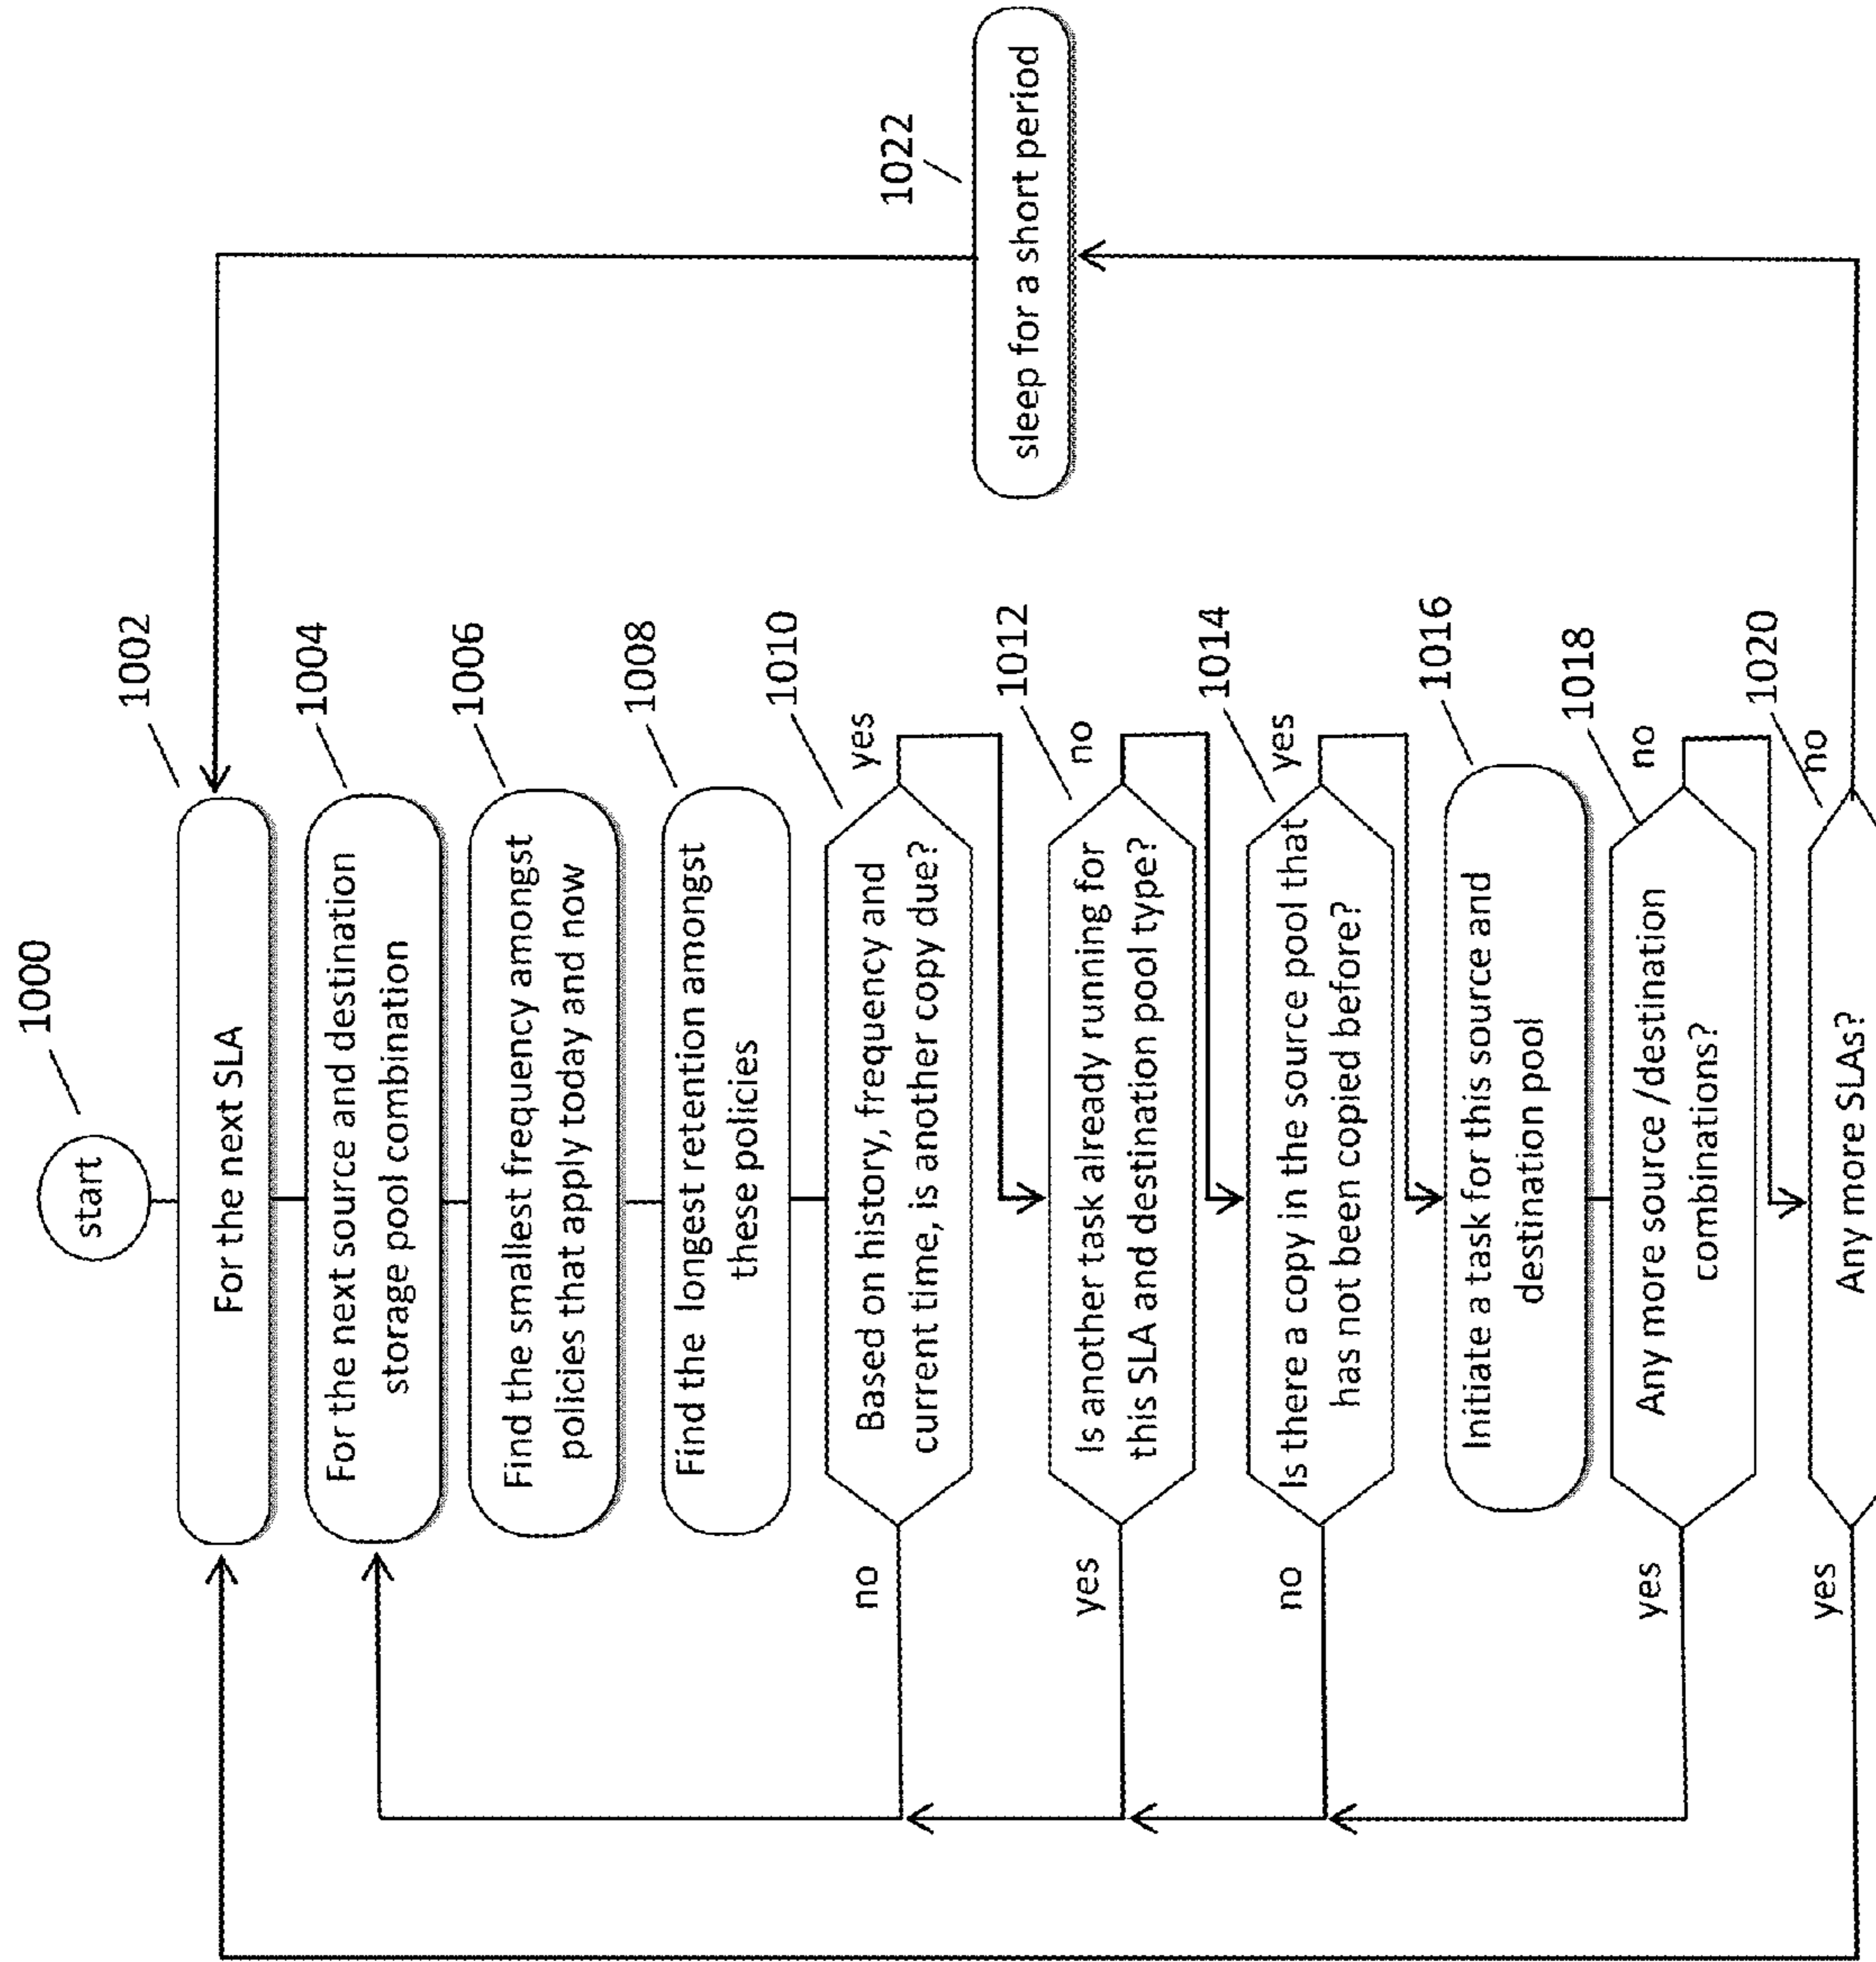 1000
start
1002
For the next SLA
1004
For the next source and destination
storage pool combination
1006
Find the smallest frequency amongst
policies that apply today and now
1008
Find the longest retention amongst
these policies
1010
Based on history, frequency and
current time, is another copy due?
no
yes
1012
Is another task already running for
this SLA and destination pool type?
yes
no
1014
Is there a copy in the source pool that
has not been copied before?
no
yes
1016
Initiate a task for this source and
destination pool
1018
Any more source /destination
combinations?
yes
no
1020
Any more SLAs?
yes
no
1022
sleep for a short period